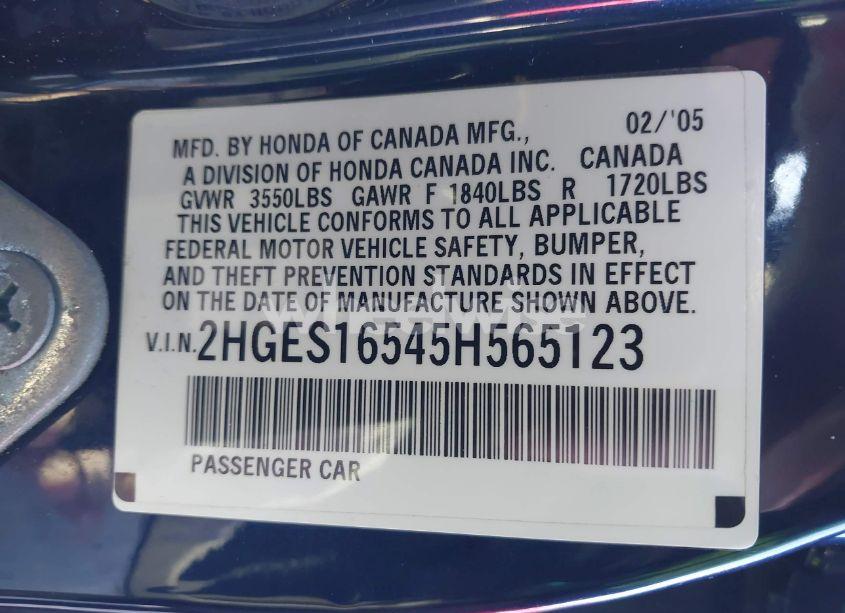 MFD. BY HONDA OF CANADA MFG., 02/'05
A DIVISION OF HONDA CANADA INC. CANADA
GVWR 3550LBS GAWR F 1840LBS R 1720LBS
THIS VEHICLE CONFORMS TO ALL APPLICABLE
FEDERAL MOTOR VEHICLE SAFETY, BUMPER,
AND THEFT PREVENTION STANDARDS IN EFFECT
ON THE DATE OF MANUFACTURE SHOWN ABOVE.
V.I.N. 2HGES16545H565123
PASSENGER CAR